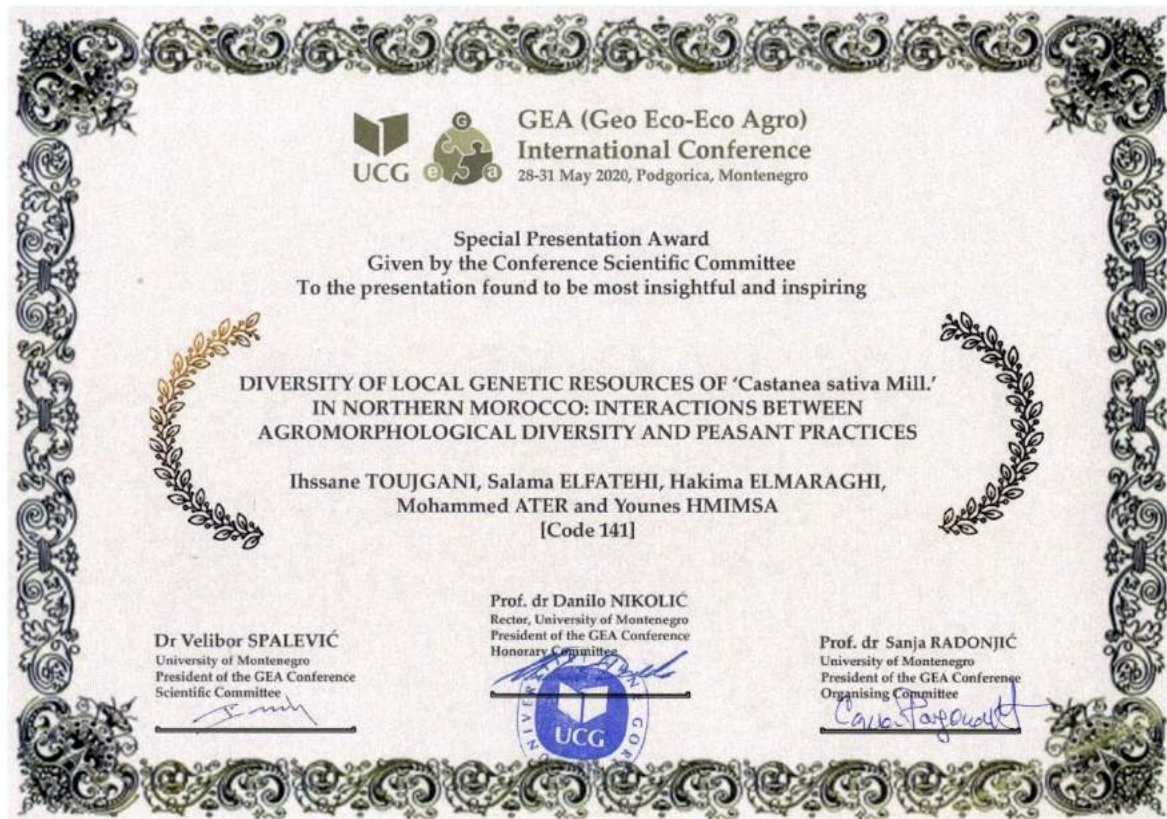 UCG
G
e
a
GEA (Geo Eco-Eco Agro)
International Conference
28-31 May 2020, Podgorica, Montenegro
Special Presentation Award
Given by the Conference Scientific Committee
To the presentation found to be most insightful and inspiring
DIVERSITY OF LOCAL GENETIC RESOURCES OF ‘Castanea sativa Mill.’
IN NORTHERN MOROCCO: INTERACTIONS BETWEEN
AGROMORPHOLOGICAL DIVERSITY AND PEASANT PRACTICES
Ihssane TOUJGANI, Salama ELFATEHI, Hakima ELMARAGHI,
Mohammed ATER and Younes HMIMSA
[Code 141]
Dr Velibor SPALEVIĆ
University of Montenegro
President of the GEA Conference
Scientific Committee
Prof. dr Danilo NIKOLIĆ
Rector, University of Montenegro
President of the GEA Conference
Honorary Committee
UCG
Prof. dr Sanja RADONJIĆ
University of Montenegro
President of the GEA Conference
Organising Committee